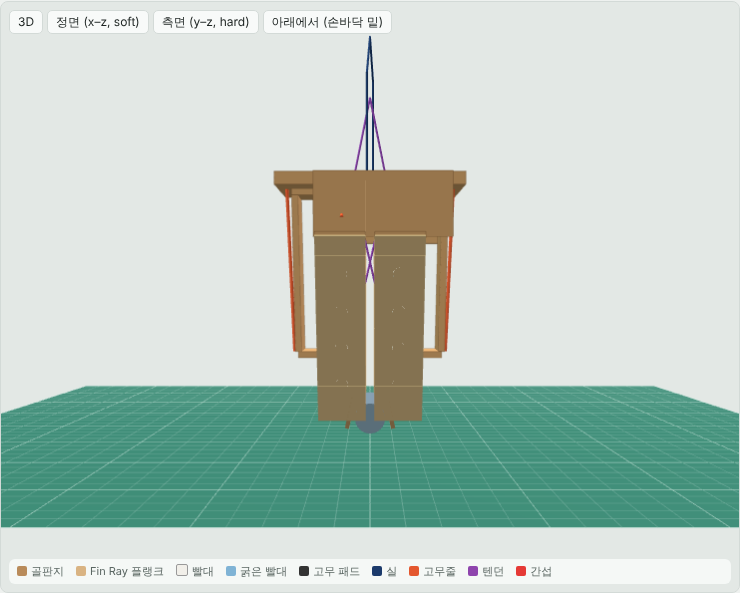 3D 정면 (x–z, soft) 측면 (y–z, hard) 아래에서 (손바닥 밑)
골판지 Fin Ray 플랭크 빨대 굵은 빨대 고무 패드 실 고무줄 텐던 간섭